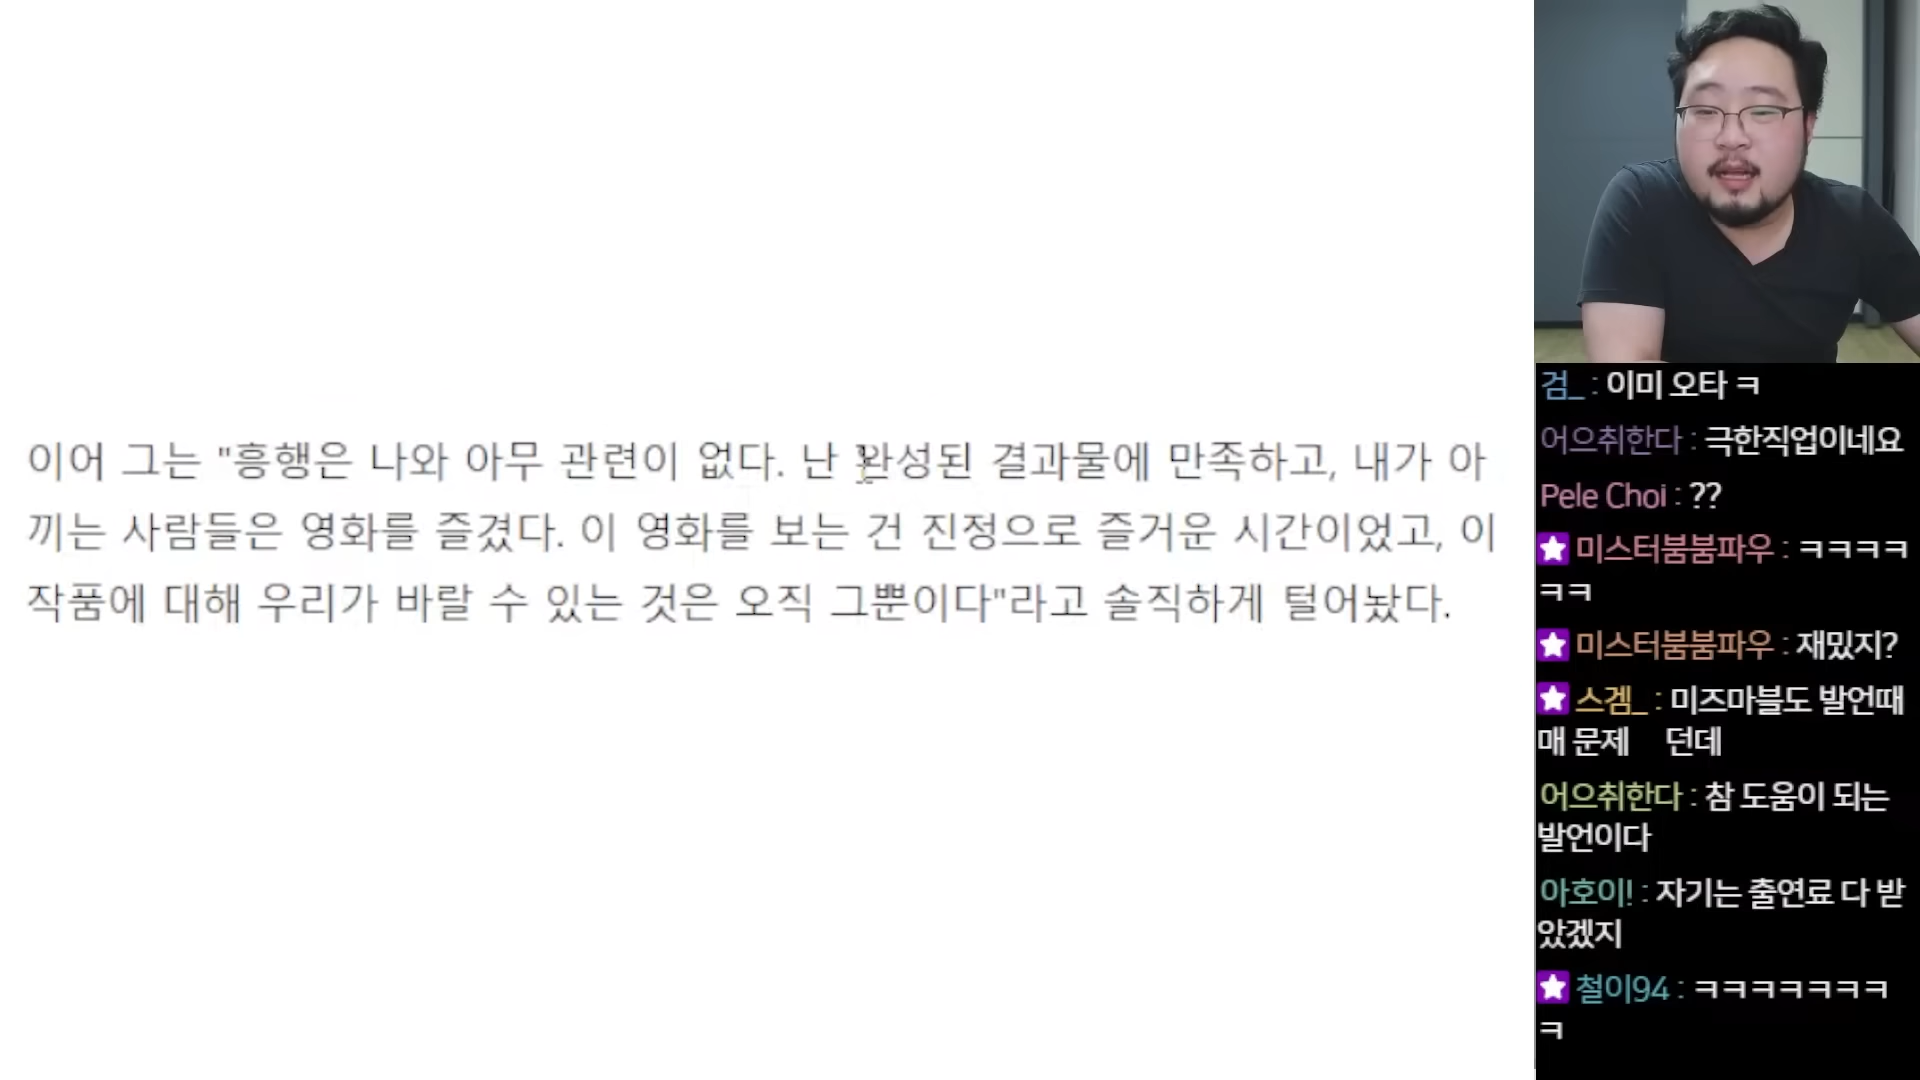 이어 그는 "흥행은 나와 아무 관련이 없다. 난 완성된 결과물에 만족하고, 내가 아
끼는 사람들은 영화를 즐겼다. 이 영화를 보는 건 진정으로 즐거운 시간이었고, 이
작품에 대해 우리가 바랄 수 있는 것은 오직 그뿐이다"라고 솔직하게 털어놨다.
검_ : 이미 오타 ㅋ
어으취한다 : 극한직업이네요
Pele Choi : ??
미스터붐붐파우 : ㅋㅋㅋㅋ
ㅋㅋ
미스터붐붐파우 : 재밌지?
스겜_ : 미즈마블도 발언때
매 문제 던데
어으취한다 : 참 도움이 되는
발언이다
아호이! : 자기는 출연료 다 받
았겠지
철이94 : ㅋㅋㅋㅋㅋㅋㅋ
ㅋ